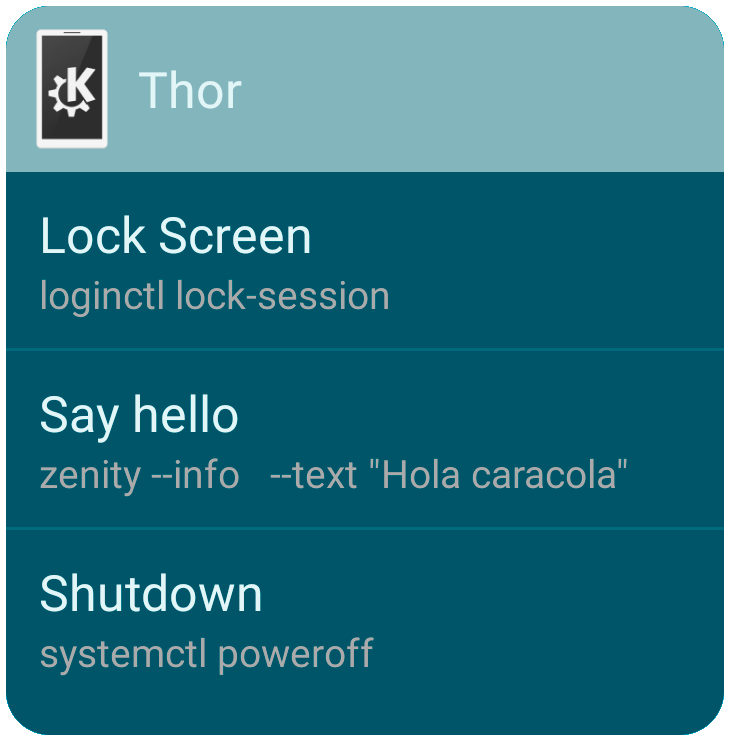 Thor
Lock Screen
loginctl lock-session
Say hello
zenity --info   --text "Hola caracola"
Shutdown
systemctl poweroff